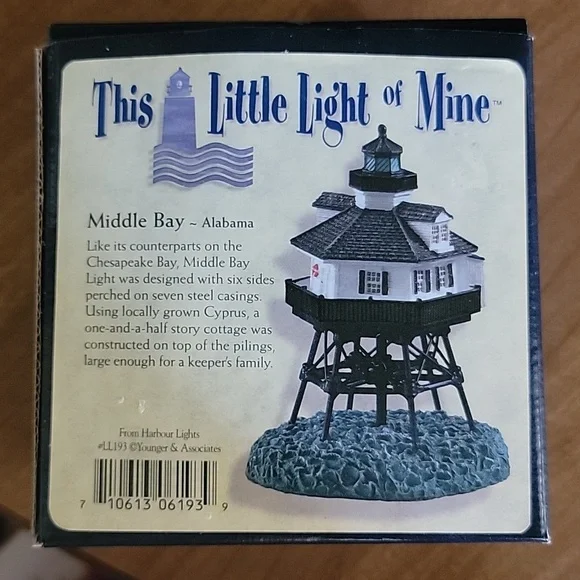 This Little Light of Mine™
Middle Bay ~ Alabama
Like its counterparts on the
Chesapeake Bay, Middle Bay
Light was designed with six sides
perched on seven steel casings.
Using locally grown Cyprus, a
one-and-a-half story cottage was
constructed on top of the pilings,
large enough for a keeper's family.
From Harbour Lights
#LL193 ©Younger & Associates
7 10613 06193 9